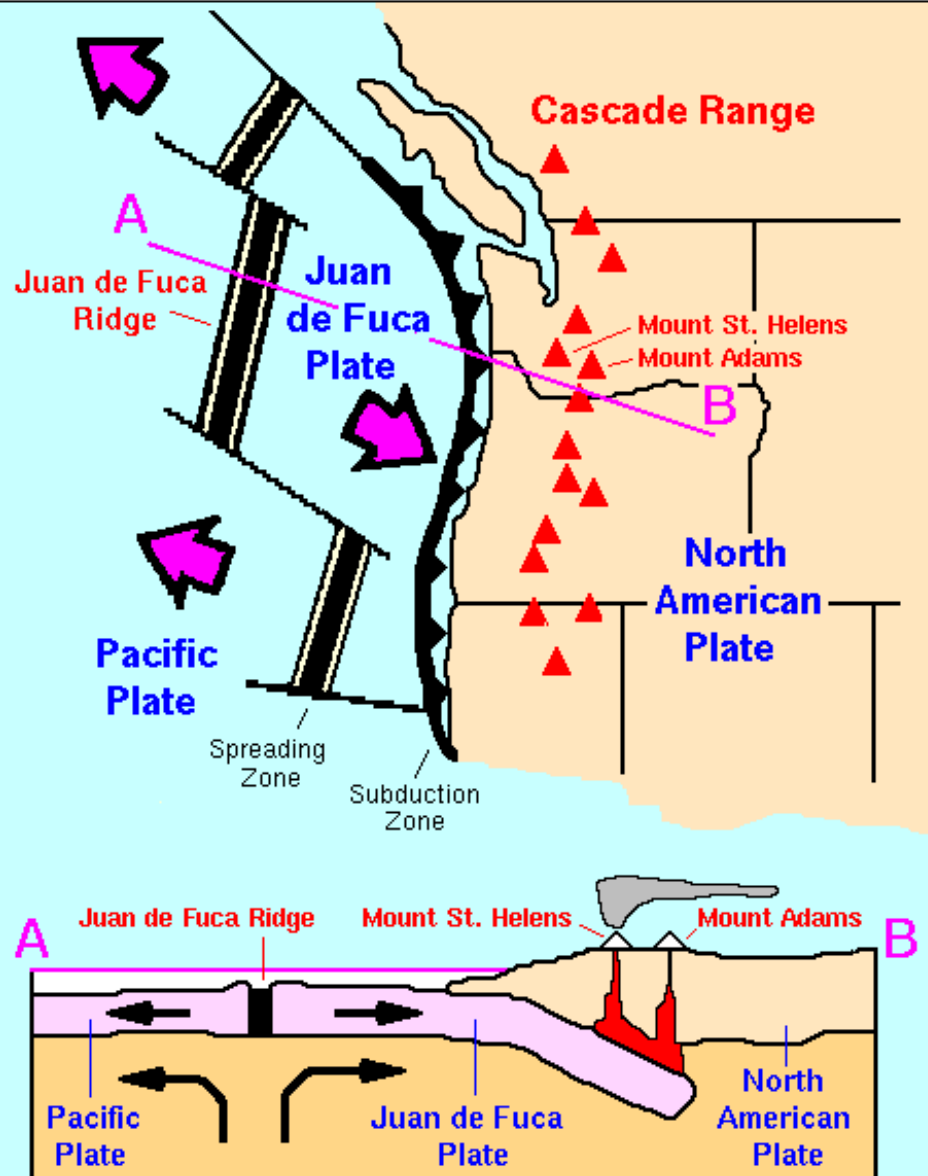 Cascade Range
A
Juan de Fuca
Ridge
Juan
de Fuca
Plate
Mount St. Helens
Mount Adams
B
North
American
Plate
Pacific
Plate
Spreading
Zone
Subduction
Zone
A
Juan de Fuca Ridge
Mount St. Helens
Mount Adams
B
Pacific
Plate
Juan de Fuca
Plate
North
American
Plate